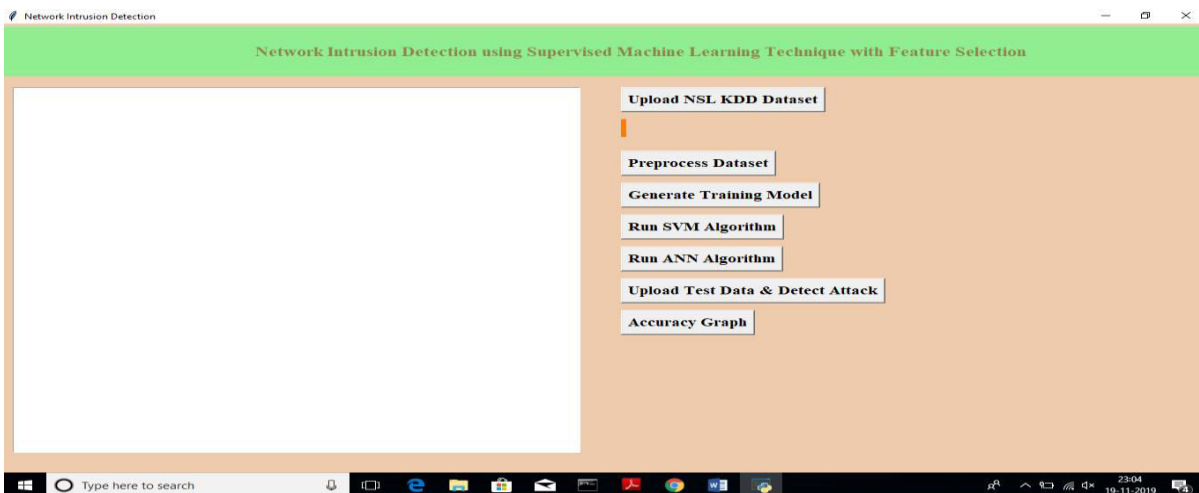 Network Intrusion Detection
Network Intrusion Detection using Supervised Machine Learning Technique with Feature Selection
Upload NSL KDD Dataset
Preprocess Dataset
Generate Training Model
Run SVM Algorithm
Run ANN Algorithm
Upload Test Data & Detect Attack
Accuracy Graph
Type here to search
23:04
19-11-2019